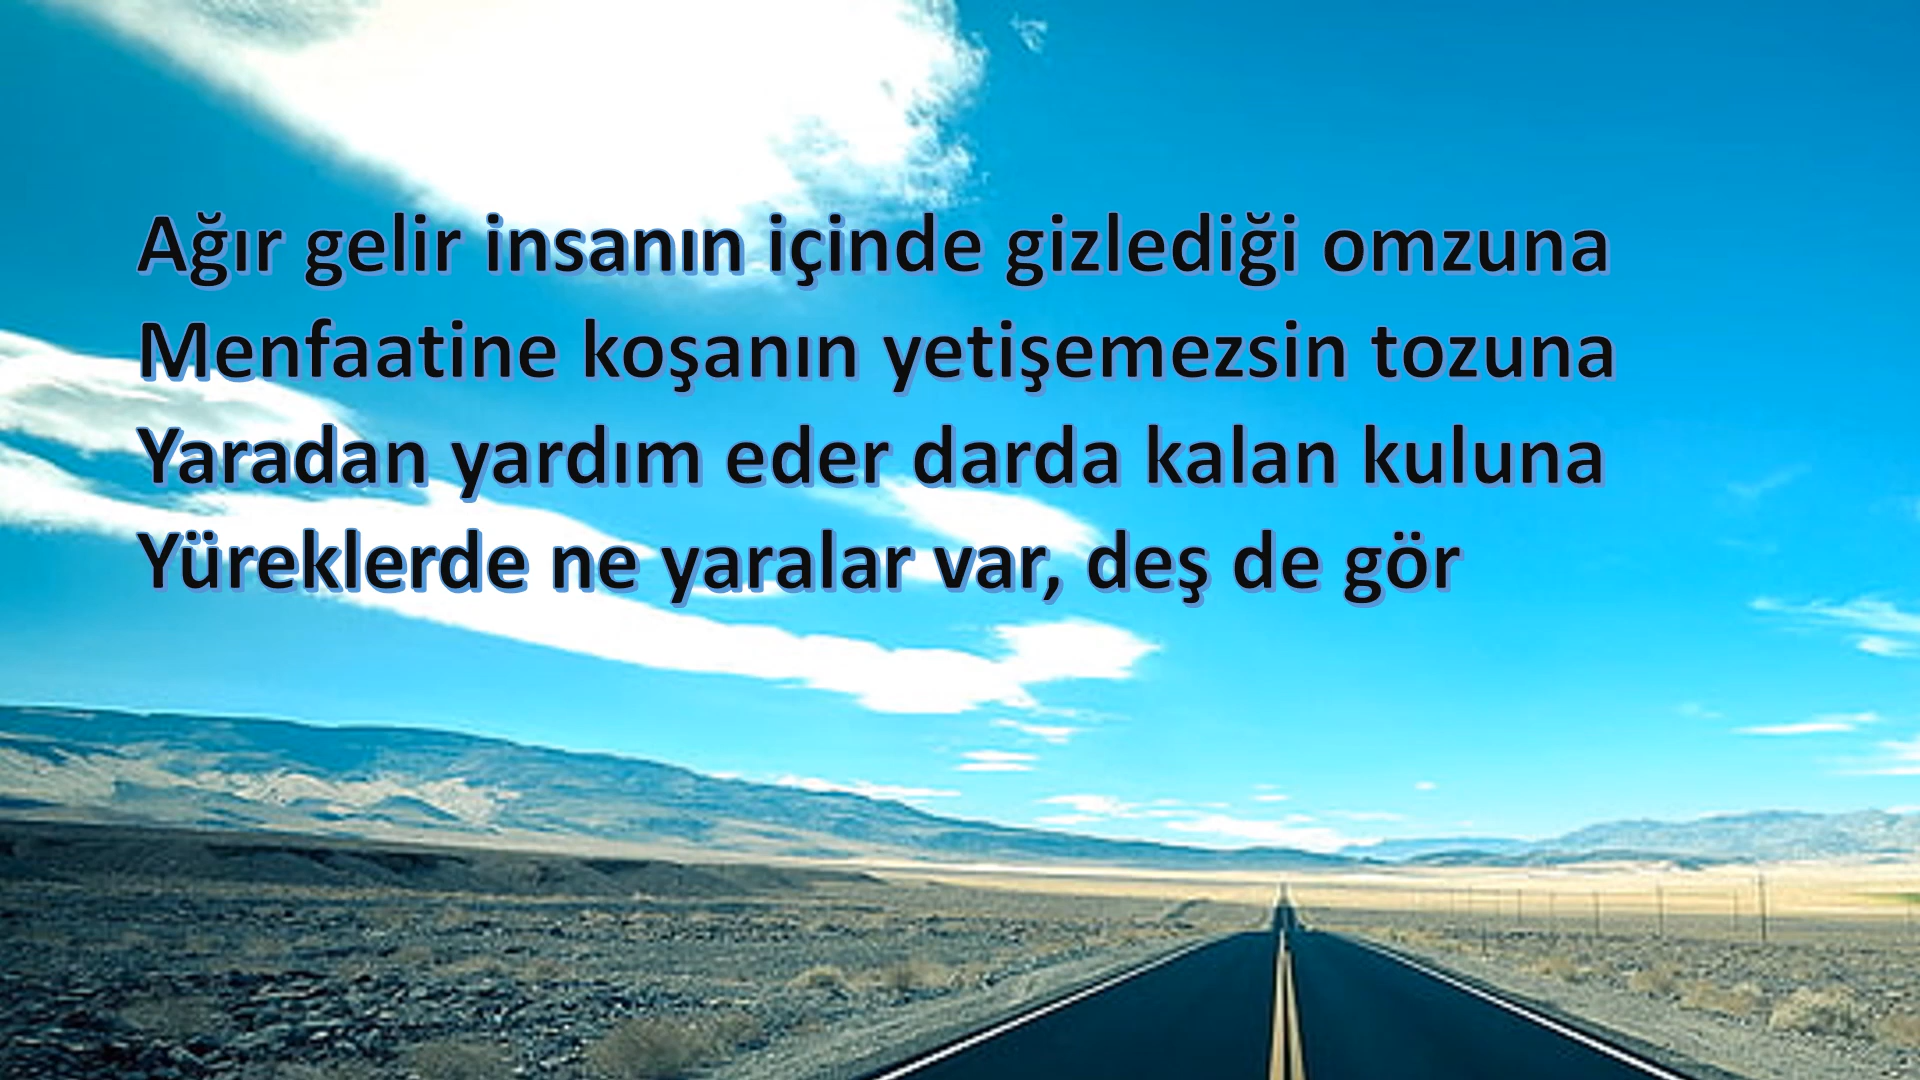 Ağır gelir insanın içinde gizlediği omzuna
Menfaatine koşanın yetişemezsin tozuna
Yaradan yardım eder darda kalan kuluna
Yüreklerde ne yaralar var, deş de gör